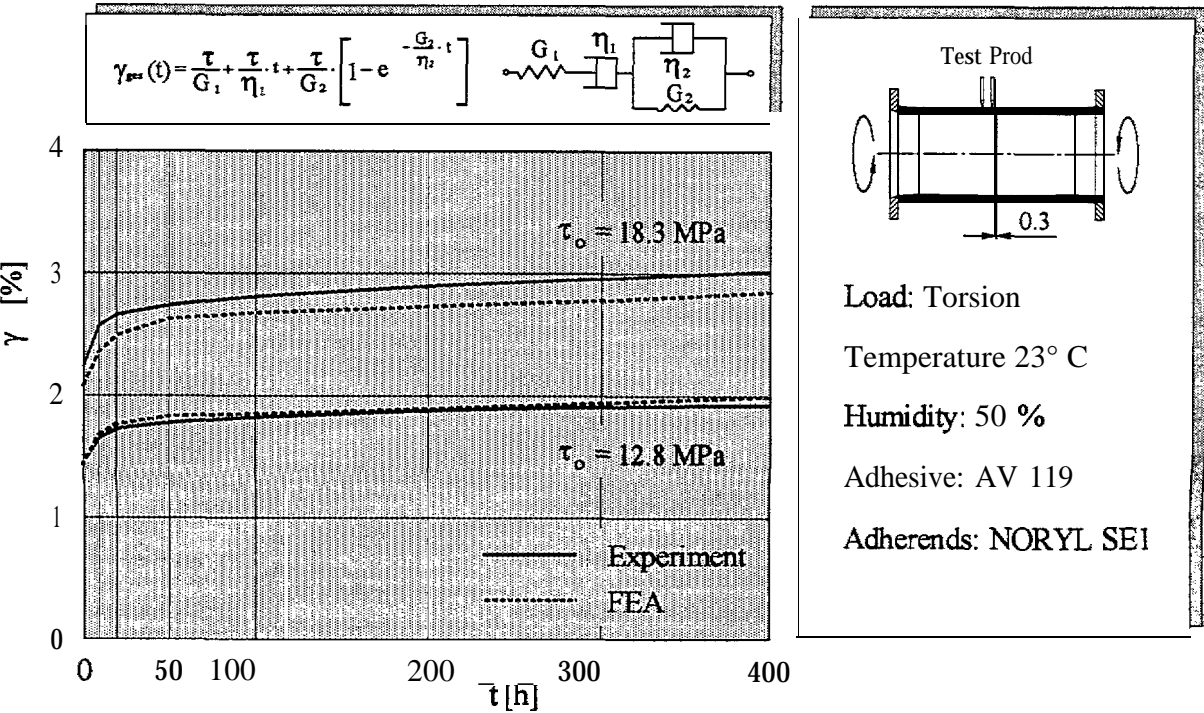 γges (t) = τ/G1 + τ/η1 · t + τ/G2 · [1 - e -G2/η2 · t]
G1 η1 η2 G2
4
3
2
1
0
γ [%]
τo = 18.3 MPa
τo = 12.8 MPa
Experiment
FEA
0 50 100 200 300 400
t [h]
Test Prod
0.3
Load: Torsion
Temperature 23° C
Humidity: 50 %
Adhesive: AV 119
Adherends: NORYL SE1